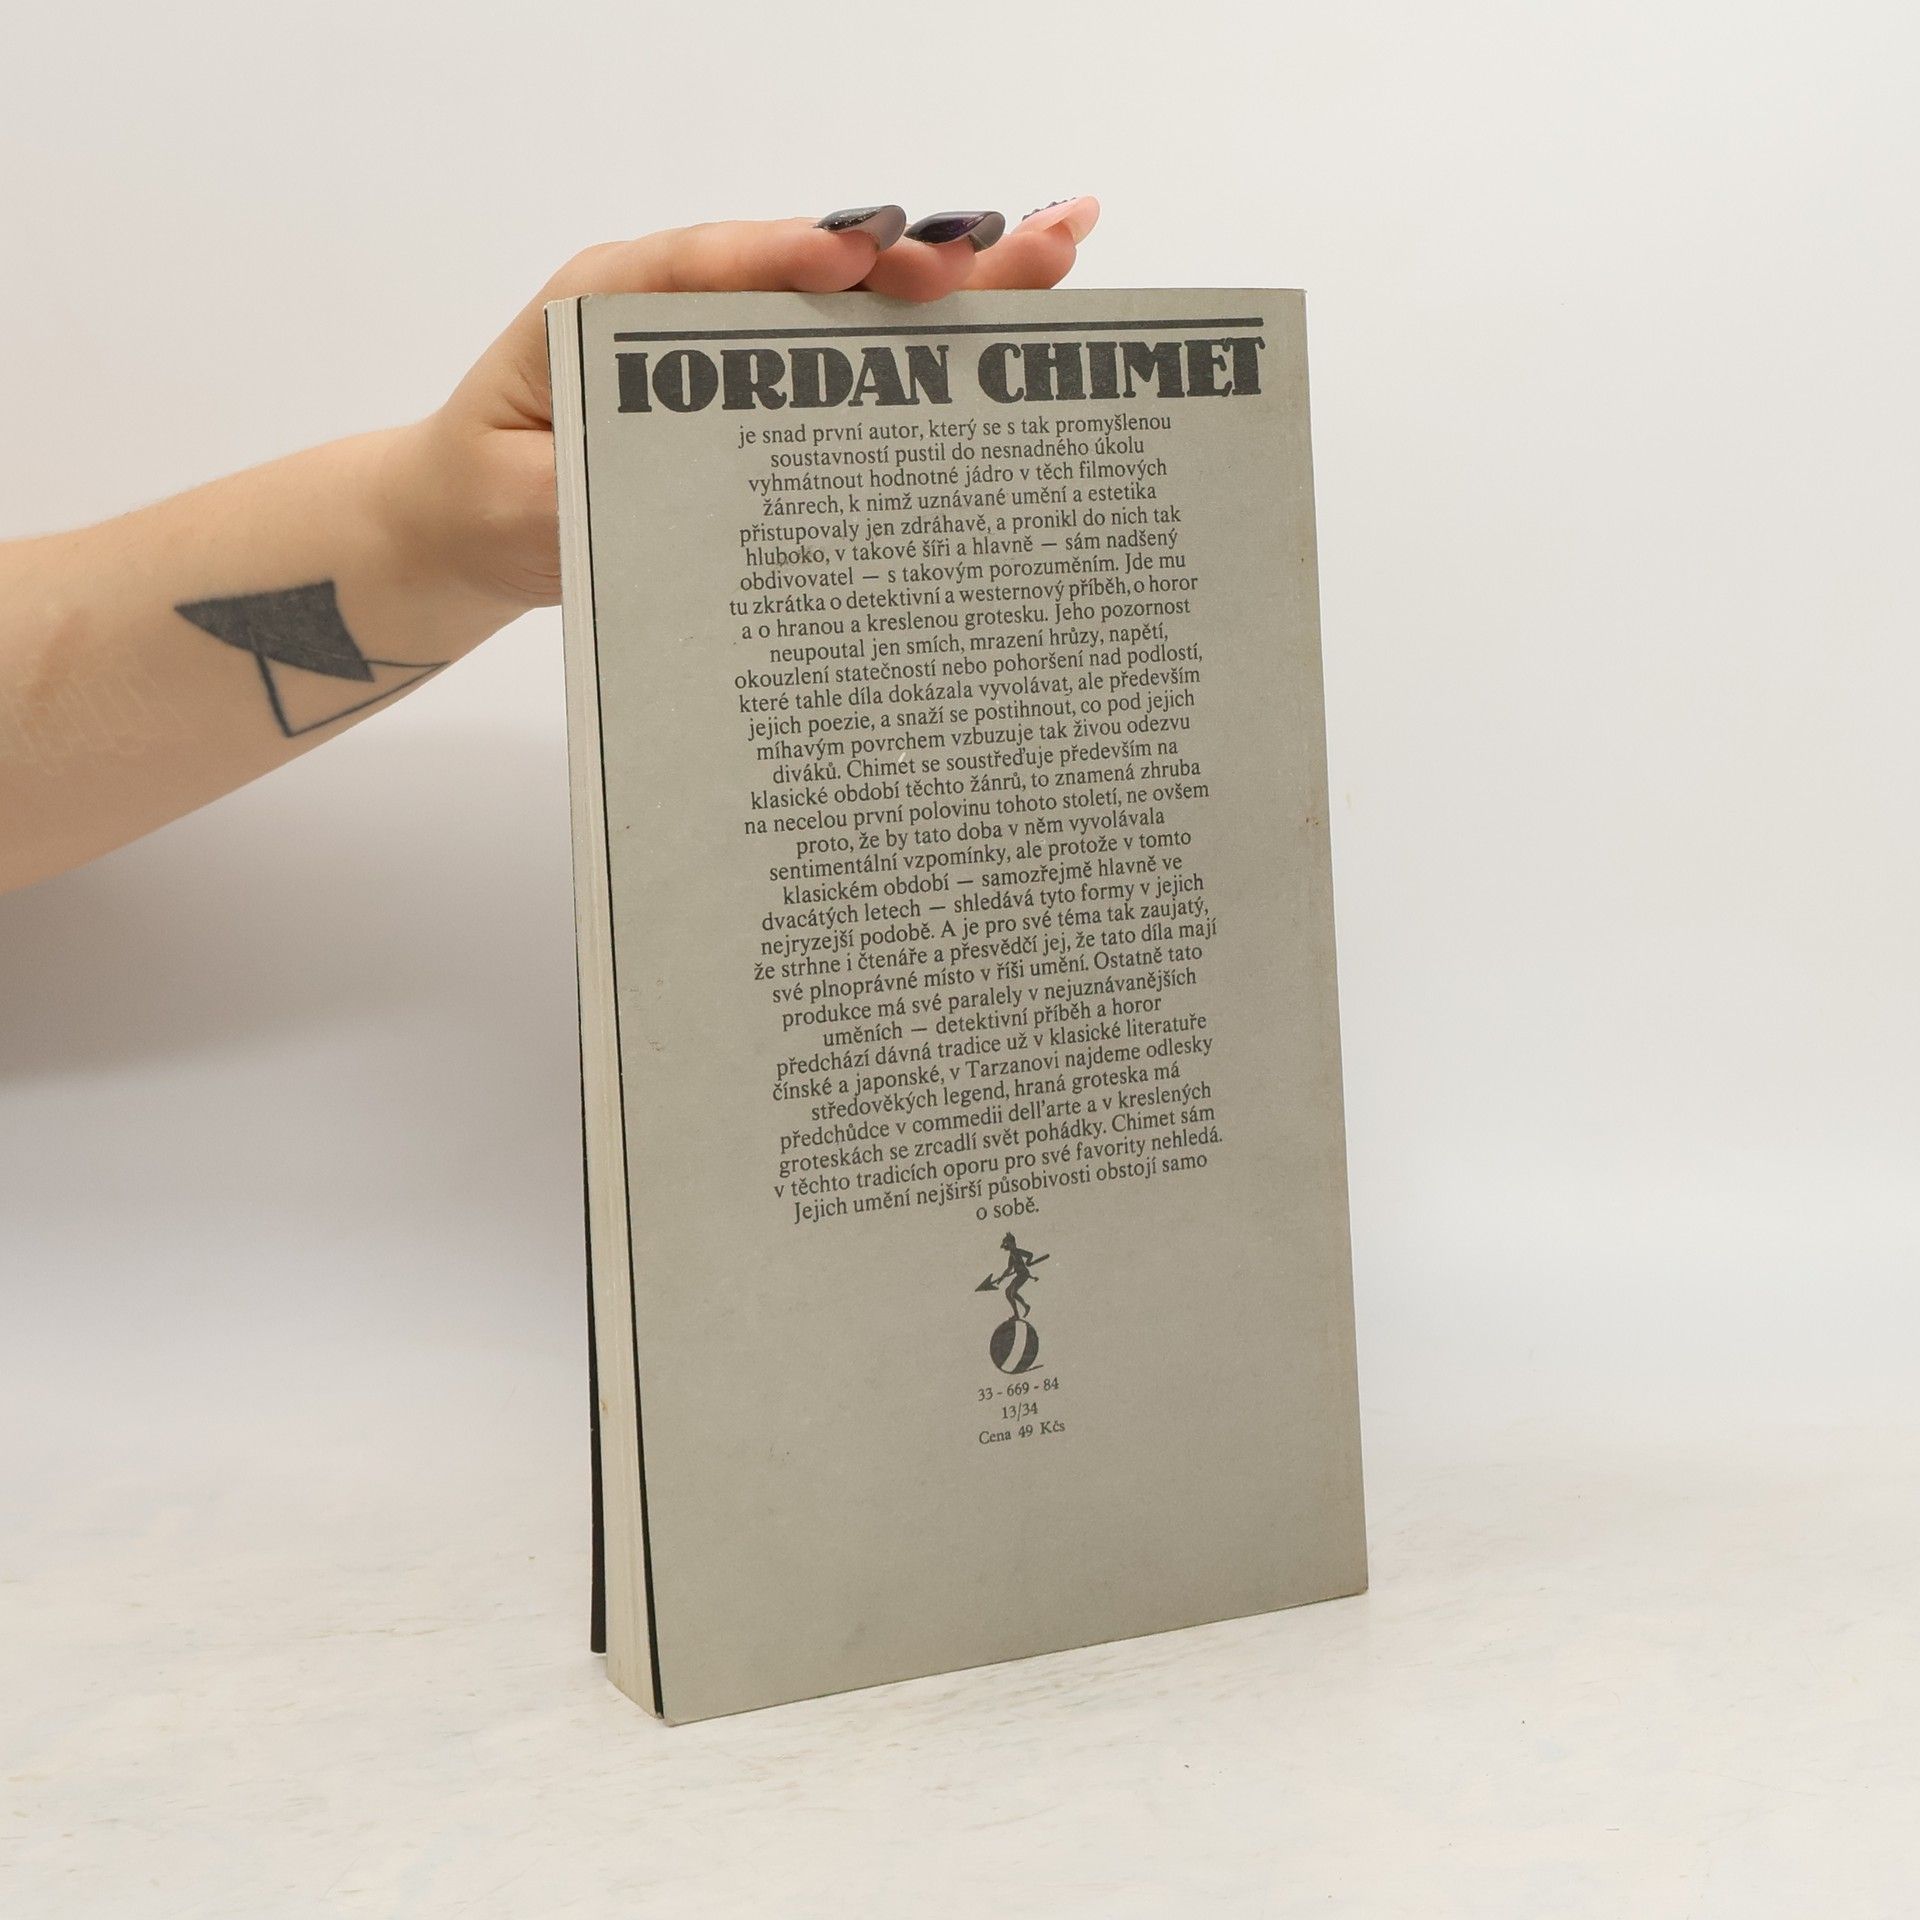 IORDAN CHIMET
je snad první autor, který se s tak promyšlenou
soustavností pustil do nesnadného úkolu
vyhmátnout hodnotné jádro v těch filmových
žánrech, k nimž uznávané umění a estetika
přistupovaly jen zdráhavě, a pronikl do nich tak
hluboko, v takové šíři a hlavně — sám nadšený
obdivovatel — s takovým porozuměním. Jde mu
tu zkrátka o detektivní a westernový příběh, o horor
a o hranou a kreslenou grotesku. Jeho pozornost
neupoutal jen smích, mrazení hrůzy, napětí,
okouzlení statečností nebo pohoršení nad podlostí,
které tahle díla dokázala vyvolávat, ale především
jejich poezie, a snaží se postihnout, co pod jejich
míhavým povrchem vzbuzuje tak živou odezvu
diváků. Chimet se soustřeďuje především na
klasické období těchto žánrů, to znamená zhruba
na necelou první polovinu tohoto století, ne ovšem
proto, že by tato doba v něm vyvolávala
sentimentální vzpomínky, ale protože v tomto
klasickém období — samozřejmě hlavně ve
dvacátých letech — shledává tyto formy v jejich
nejryzejší podobě. A je pro své téma tak zaujatý,
že strhne i čtenáře a přesvědčí jej, že tato díla mají
své plnoprávné místo v říši umění. Ostatně tato
produkce má své paralely v nejuznávanějších
uměních — detektivní příběh a horor
předchází dávná tradice už v klasické literatuře
čínské a japonské, v Tarzanovi najdeme odlesky
středověkých legend, hraná groteska má
předchůdce v commedii dell'arte a v kreslených
groteskách se zrcadlí svět pohádky. Chimet sám
v těchto tradicích oporu pro své favority nehledá.
Jejich umění nejširší působivosti obstojí samo
o sobě.
33 - 669 - 84
13/34
Cena 49 Kčs